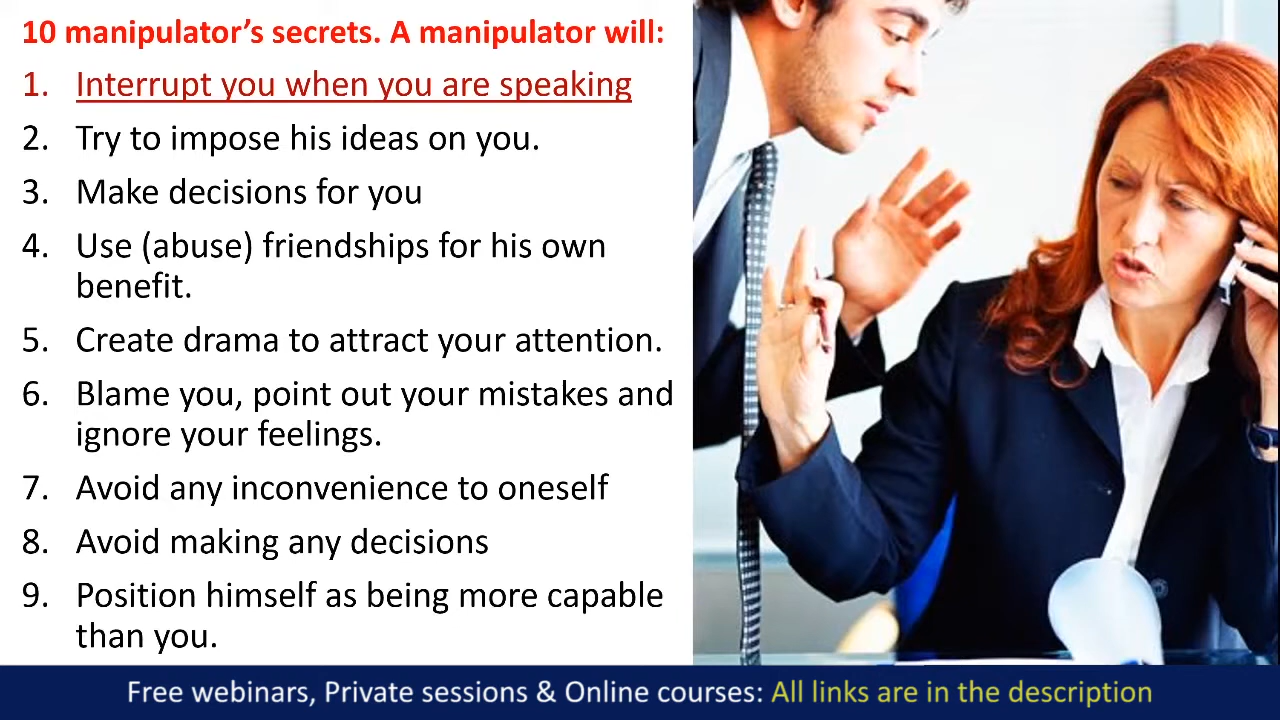 10 manipulator’s secrets. A manipulator will:
1. Interrupt you when you are speaking
2. Try to impose his ideas on you.
3. Make decisions for you
4. Use (abuse) friendships for his own
benefit.
5. Create drama to attract your attention.
6. Blame you, point out your mistakes and
ignore your feelings.
7. Avoid any inconvenience to oneself
8. Avoid making any decisions
9. Position himself as being more capable
than you.
Free webinars, Private sessions & Online courses: All links are in the description